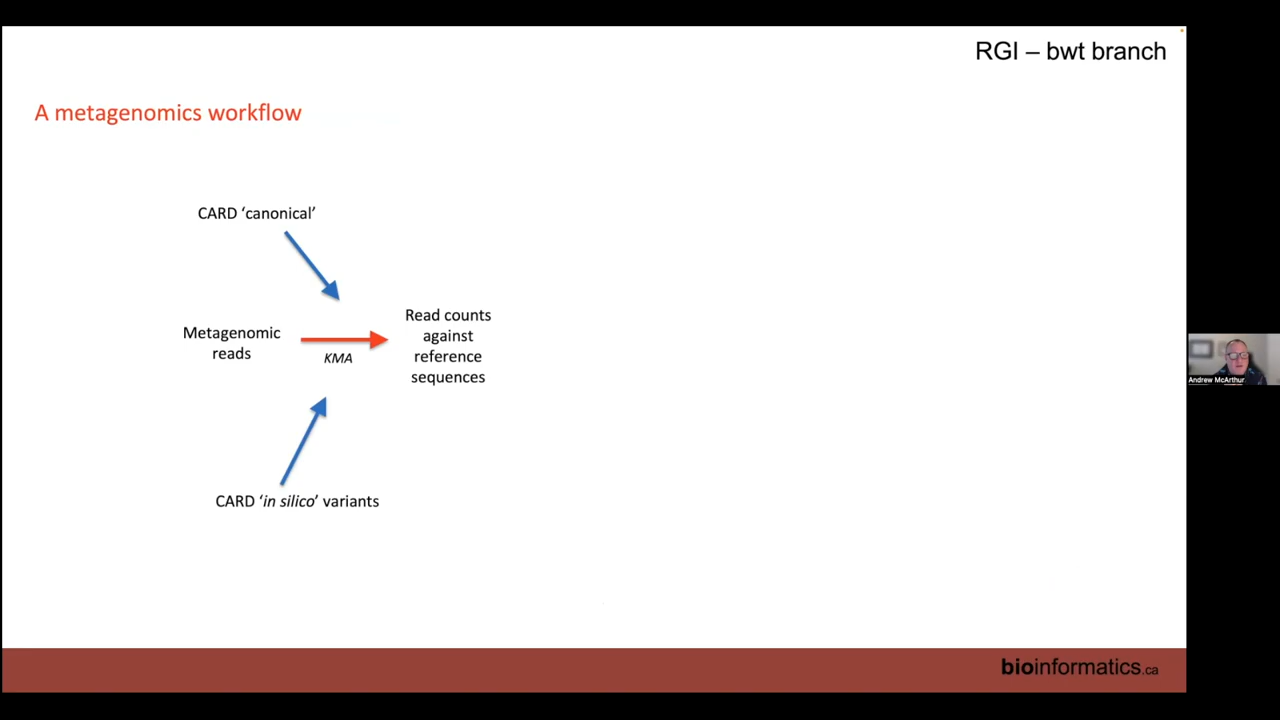 RGI – bwt branch
A metagenomics workflow
CARD ‘canonical’
Metagenomic
reads
KMA
Read counts
against
reference
sequences
CARD ‘in silico’ variants
Andrew McArthur
bioinformatics.ca